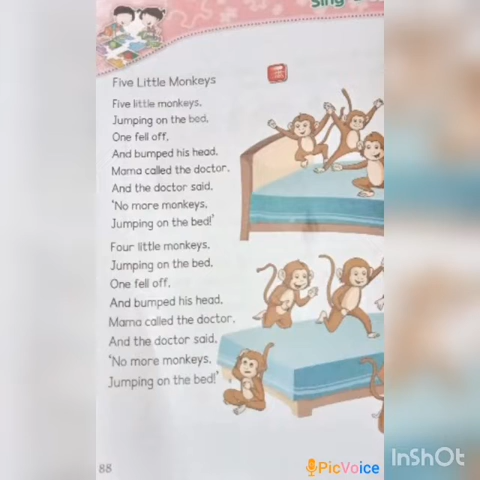 Sing
Five Little Monkeys
Five little monkeys,
Jumping on the bed,
One fell off,
And bumped his head.
Mama called the doctor,
And the doctor said,
‘No more monkeys,
Jumping on the bed!’
Four little monkeys,
Jumping on the bed,
One fell off,
And bumped his head.
Mama called the doctor,
And the doctor said,
‘No more monkeys,
Jumping on the bed!’
88
PicVoice
InShOt